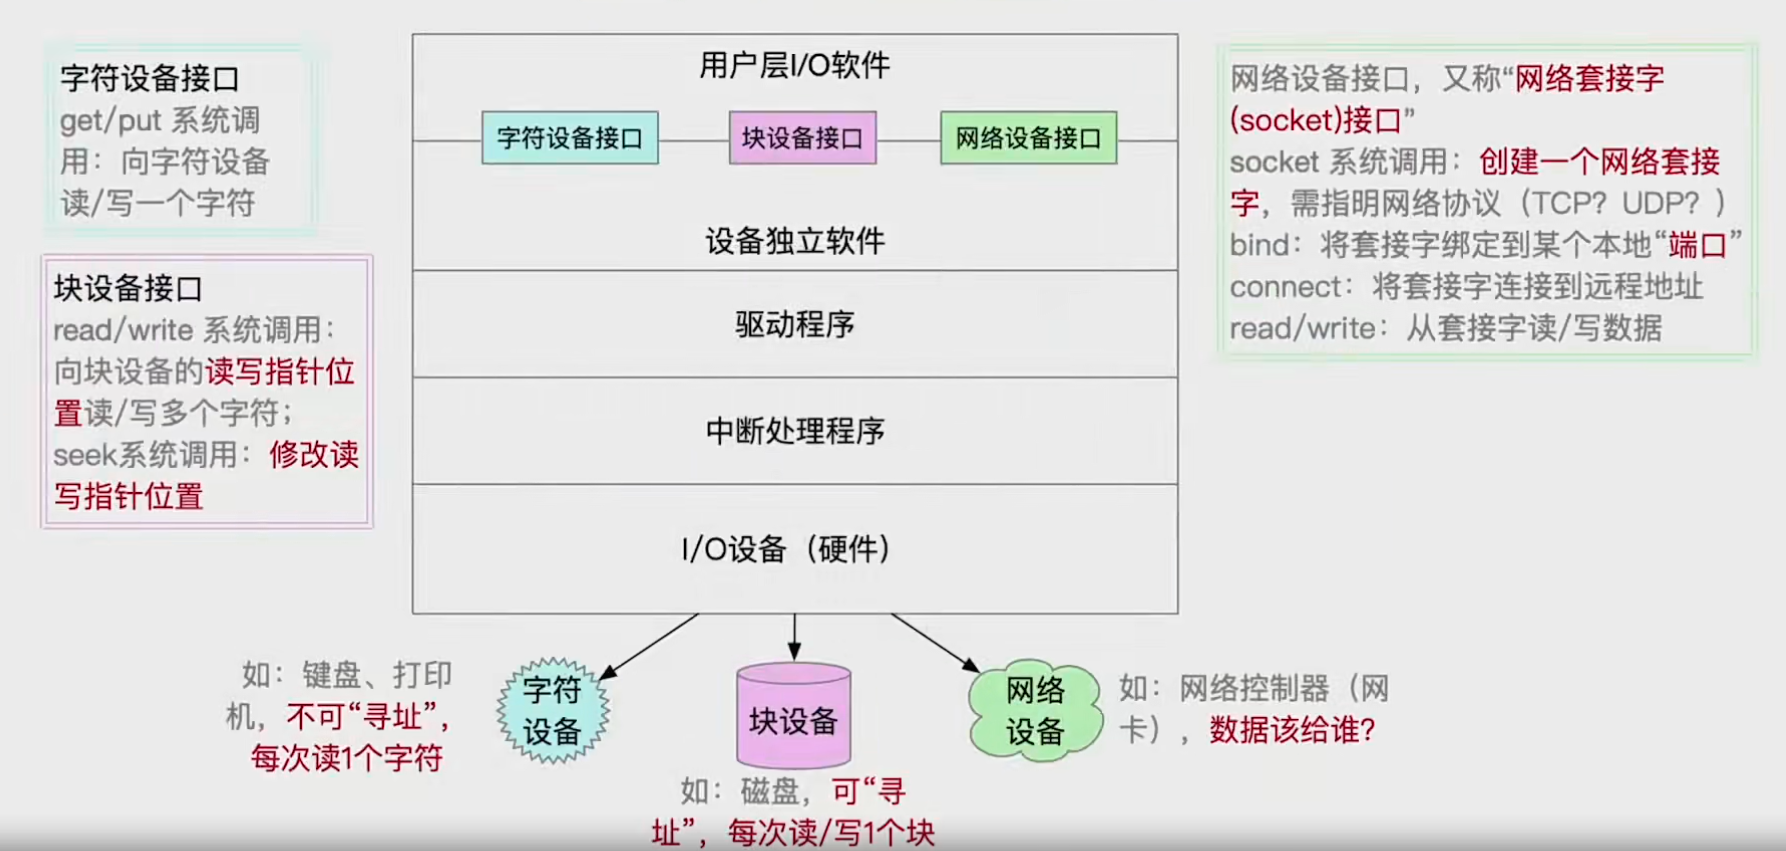 字符设备接口
get/put 系统调
用：向字符设备
读/写一个字符
块设备接口
read/write 系统调用：
向块设备的读写指针位
置读/写多个字符；
seek系统调用：修改读
写指针位置
用户层I/O软件
字符设备接口
块设备接口
网络设备接口
设备独立软件
驱动程序
中断处理程序
I/O设备（硬件）
网络设备接口，又称“网络套接字
(socket)接口”
socket 系统调用：创建一个网络套接
字，需指明网络协议（TCP？UDP？）
bind：将套接字绑定到某个本地“端口”
connect：将套接字连接到远程地址
read/write：从套接字读/写数据
如：键盘、打印
机，不可“寻址”，
每次读1个字符
字符
设备
块设备
如：磁盘，可“寻
址”，每次读/写1个块
网络
设备
如：网络控制器（网
卡），数据该给谁？